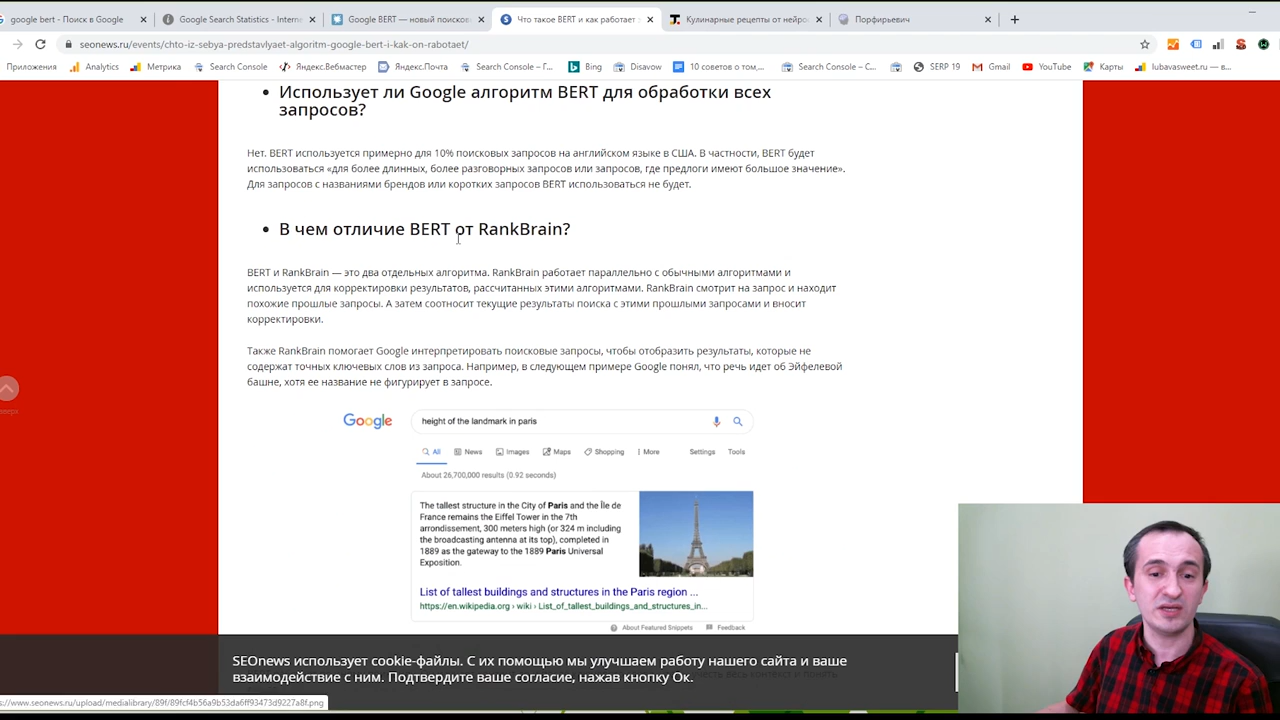 google bert - Поиск в Google
Google Search Statistics - Interne
Google BERT — новый поисков
Что такое BERT и как работает
Кулинарные рецепты от нейро
Порфирьевич
seonews.ru/events/chto-iz-sebya-predstavlyaet-algoritm-google-bert-i-kak-on-rabotaet/
Приложения Analytics Метрика Search Console Яндекс.Вебмастер Яндекс.Почта Search Console – Г... Bing Disavow 10 советов о том,... Search Console – С... SERP 19 Gmail YouTube Карты lubavasweet.ru — в...
• Использует ли Google алгоритм BERT для обработки всех
запросов?
Нет. BERT используется примерно для 10% поисковых запросов на английском языке в США. В частности, BERT будет
использоваться «для более длинных, более разговорных запросов или запросов, где предлоги имеют большое значение».
Для запросов с названиями брендов или коротких запросов BERT использоваться не будет.
• В чем отличие BERT от RankBrain?
BERT и RankBrain — это два отдельных алгоритма. RankBrain работает параллельно с обычными алгоритмами и
используется для корректировки результатов, рассчитанных этими алгоритмами. RankBrain смотрит на запрос и находит
похожие прошлые запросы. А затем соотносит текущие результаты поиска с этими прошлыми запросами и вносит
корректировки.
Также RankBrain помогает Google интерпретировать поисковые запросы, чтобы отобразить результаты, которые не
содержат точных ключевых слов из запроса. Например, в следующем примере Google понял, что речь идет об Эйфелевой
башне, хотя ее название не фигурирует в запросе.
Google height of the landmark in paris
All News Images Maps Shopping More Settings Tools
About 26,700,000 results (0.92 seconds)
The tallest structure in the City of Paris and the Île de
France remains the Eiffel Tower in the 7th
arrondissement, 300 meters high (or 324 m including
the broadcasting antenna at its top), completed in
1889 as the gateway to the 1889 Paris Universal
Exposition.
List of tallest buildings and structures in the Paris region ...
https://en.wikipedia.org › wiki › List_of_tallest_buildings_and_structures_in...
About Featured Snippets Feedback
SEOnews использует cookie-файлы. С их помощью мы улучшаем работу нашего сайта и ваше
взаимодействие с ним. Подтвердите ваше согласие, нажав кнопку Ок.
есть весь контекст и понять
s://www.seonews.ru/upload/medialibrary/89f/89fcf4b56a9b53da6ff93473d9227a8f.png